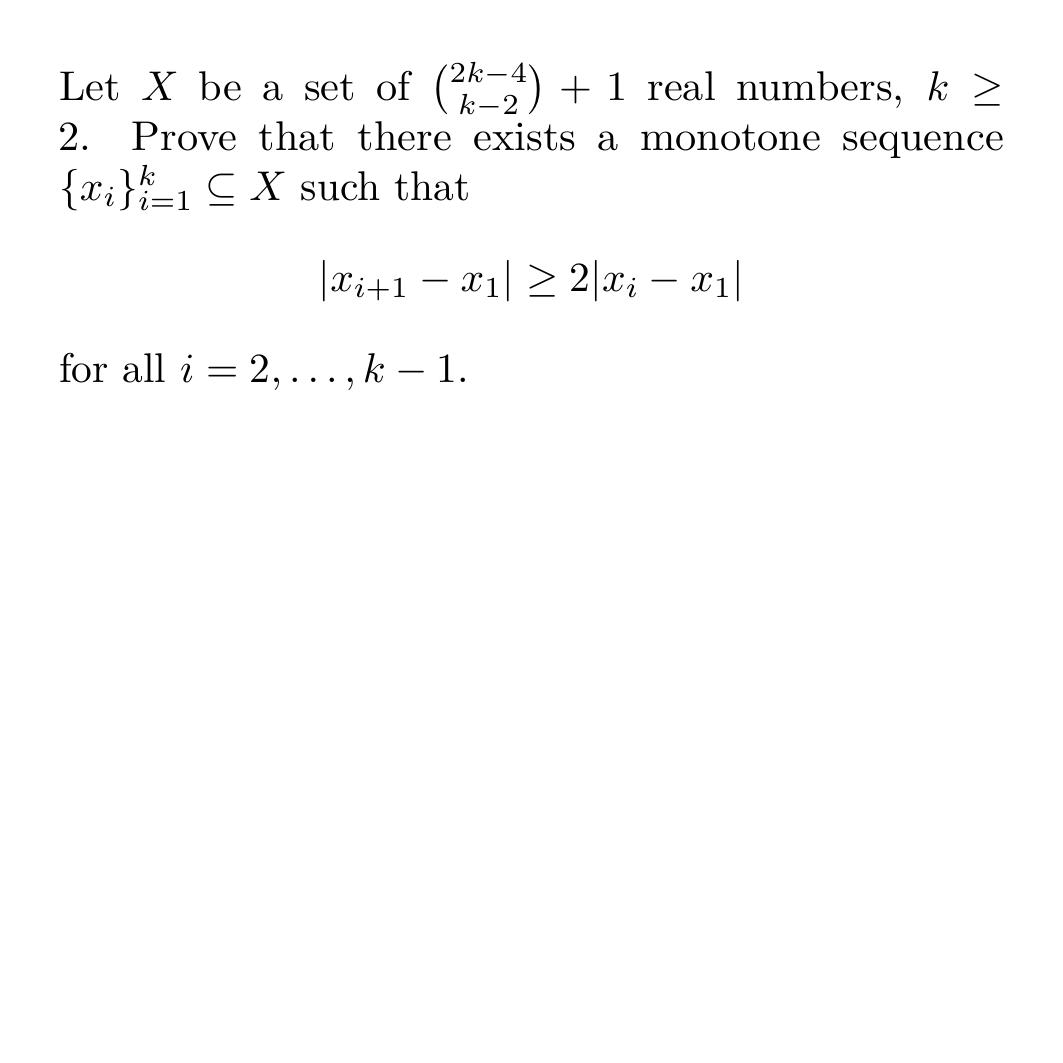 Let $X$ be a set of $\binom{2k-4}{k-2} + 1$ real numbers, $k \geq$
$2$. Prove that there exists a monotone sequence
$\{x_i\}_{i=1}^k \subseteq X$ such that
$$|x_{i+1} - x_1| \geq 2|x_i - x_1|$$
for all $i = 2, \ldots, k - 1$.